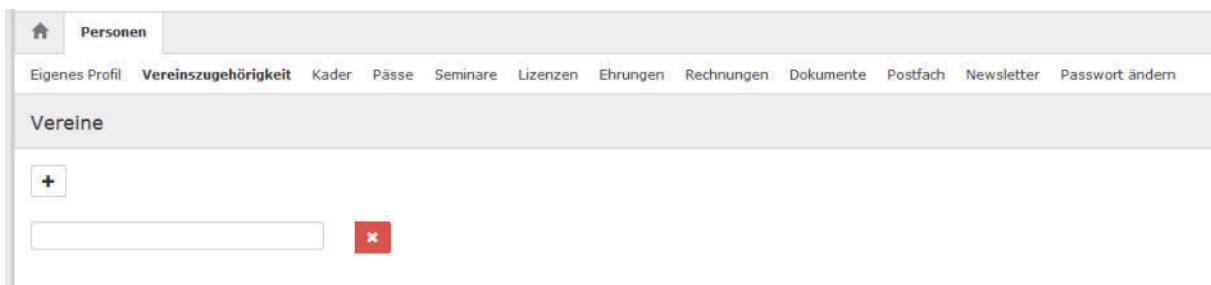 Personen
Eigenes Profil Vereinszugehörigkeit Kader Pässe Seminare Lizenzen Ehrungen Rechnungen Dokumente Postfach Newsletter Passwort ändern
Vereine